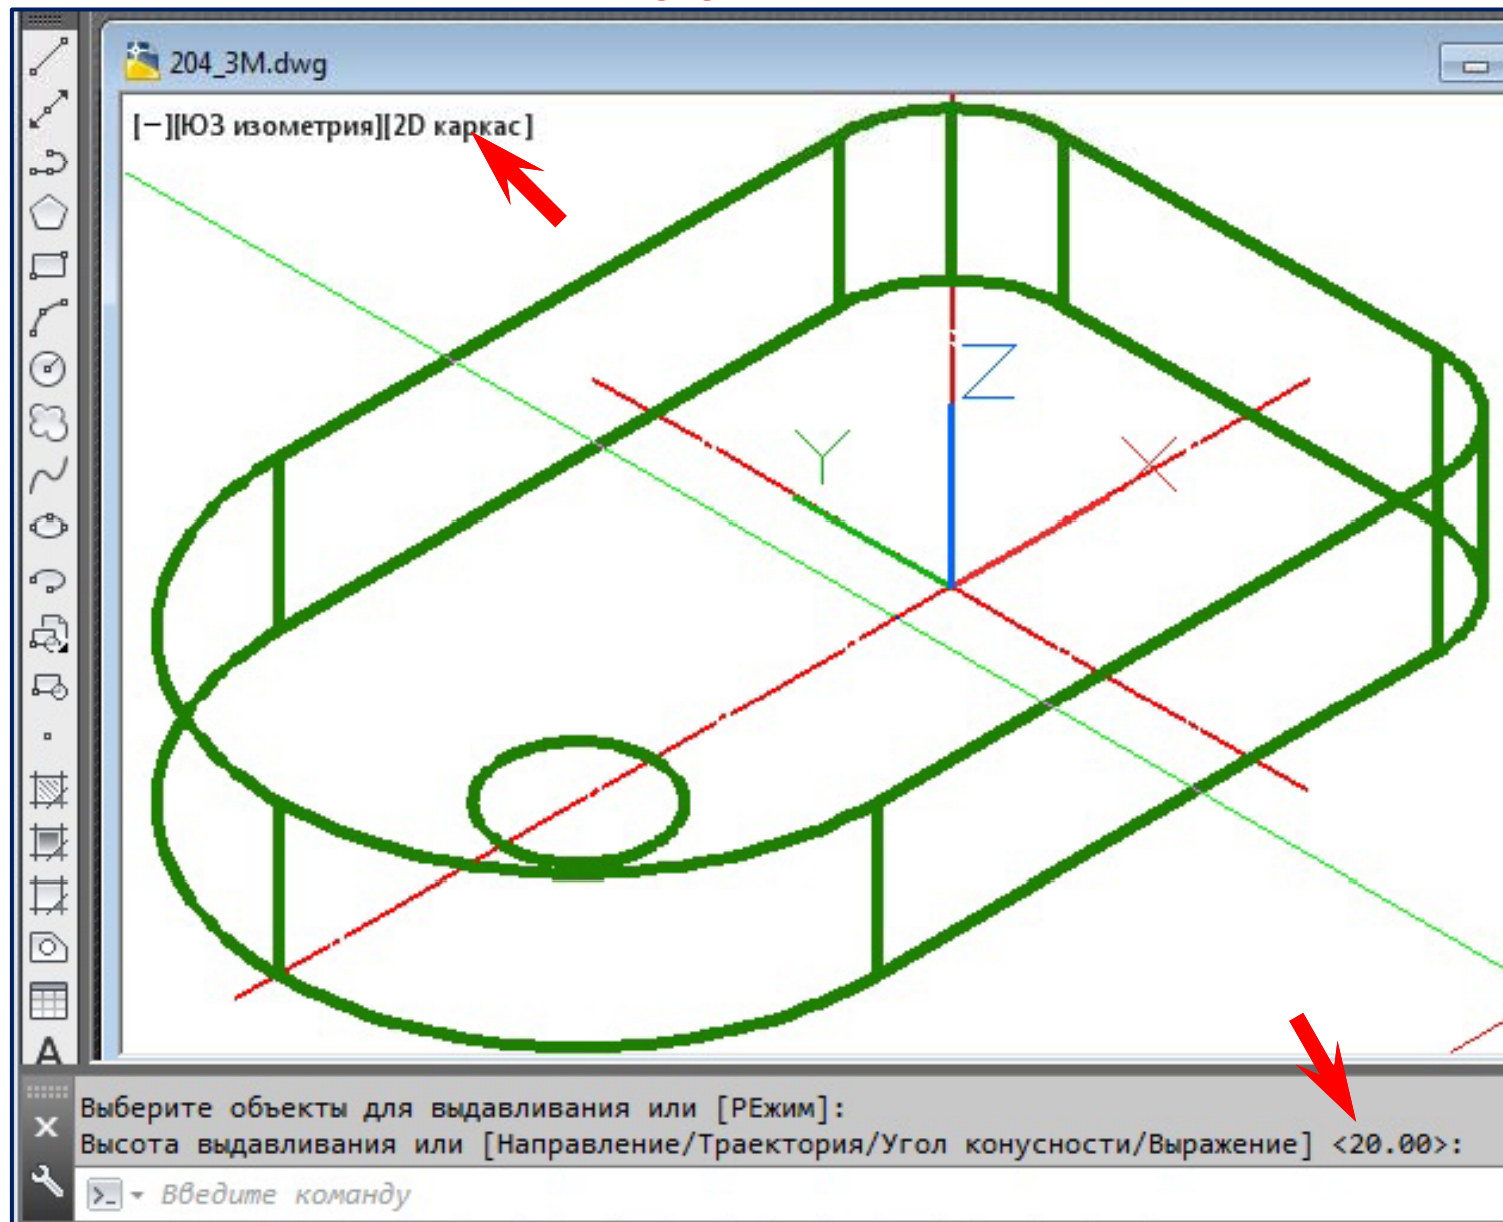 204_3M.dwg
[−][ЮЗ изометрия][2D каркас]
Z
Y
X
A
Выберите объекты для выдавливания или [РЕжим]:
Высота выдавливания или [Направление/Траектория/Угол конусности/Выражение] <20.00>:
Введите команду